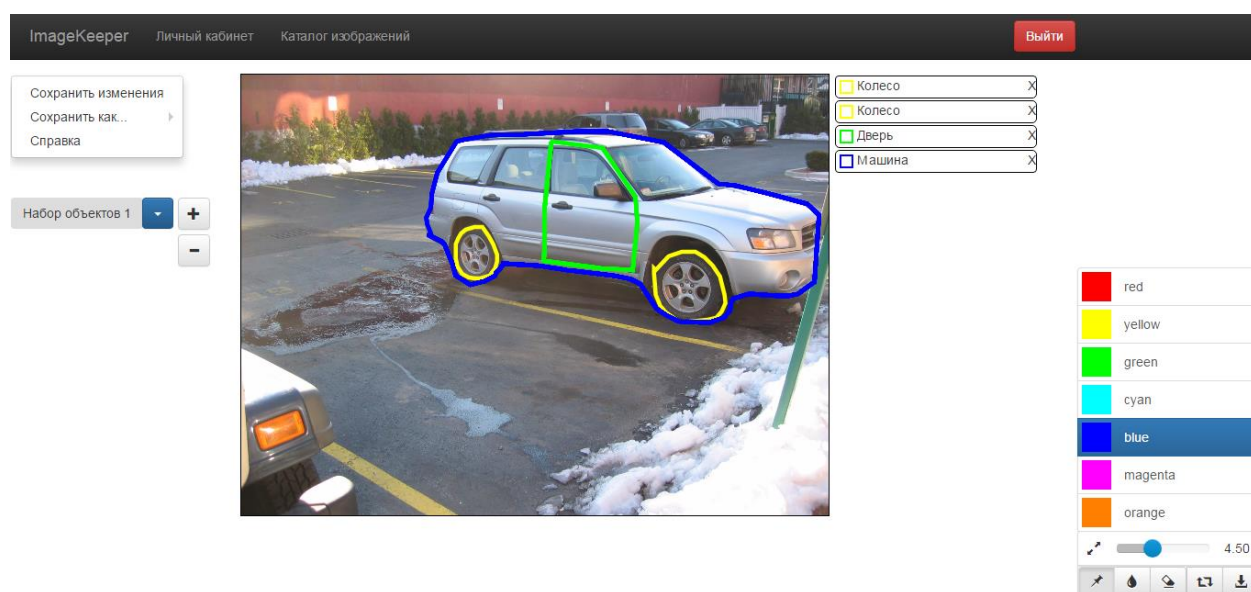 ImageKeeper Личный кабинет Каталог изображений Выйти
Сохранить изменения
Сохранить как...
Справка
Набор объектов 1
Колесо X
Колесо X
Дверь X
Машина X
red
yellow
green
cyan
blue
magenta
orange
4.50